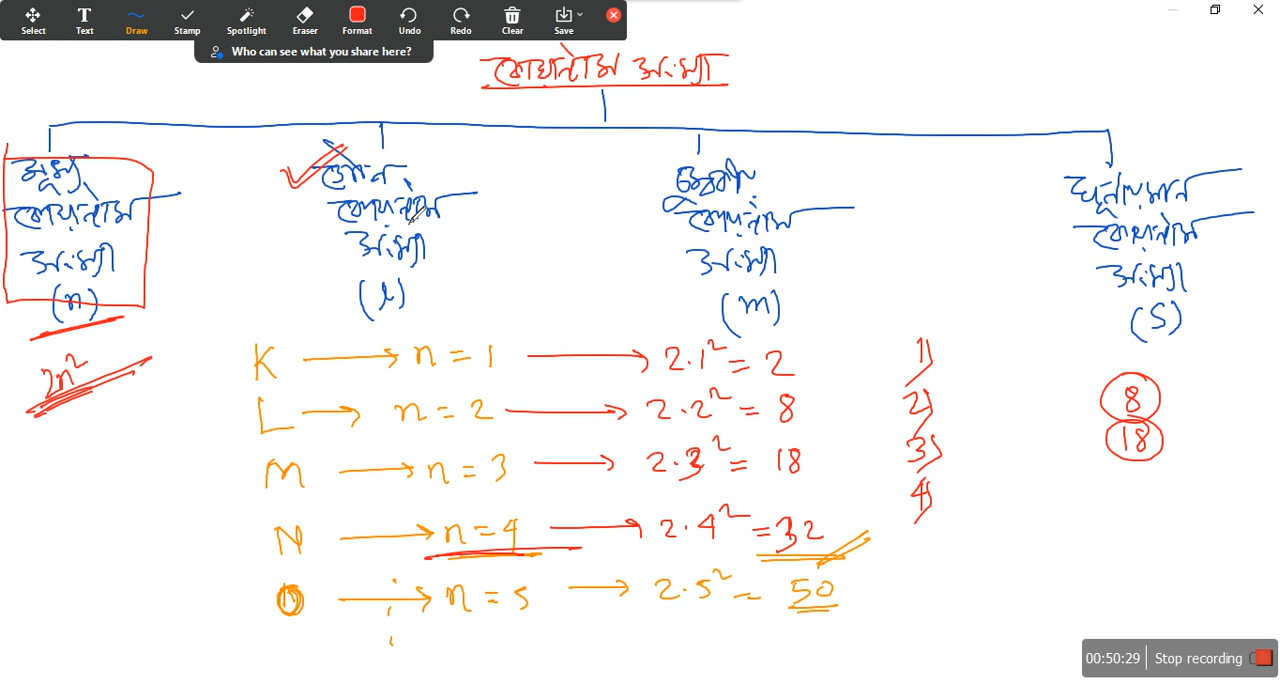 Select Text Draw Stamp Spotlight Eraser Format Undo Redo Clear Save
Who can see what you share here?
কোয়ান্টাম সংখ্যা
মূখ্য
কোয়ান্টাম
সংখ্যা
(n)
2n²
গৌন
কোয়ান্টাম
সংখ্যা
(l)
চুম্বকীয়
কোয়ান্টাম
সংখ্যা
(m)
ঘূর্নায়মান
কোয়ান্টাম
সংখ্যা
(S)
K → n = 1 → 2·1² = 2
L → n = 2 → 2·2² = 8
M → n = 3 → 2·3² = 18
N → n = 4 → 2·4² = 32
n = 5 → 2·5² = 50
1)
2)
3)
4)
8
18
00:50:29 Stop recording